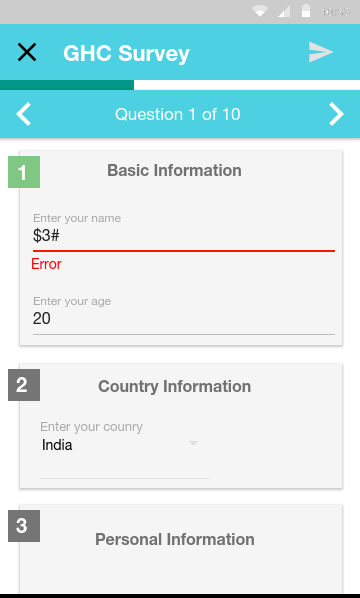 GHC Survey
Question 1 of 10
1
Basic Information
Enter your name
$3#
Error
Enter your age
20
2
Country Information
Enter your counry
India
3
Personal Information